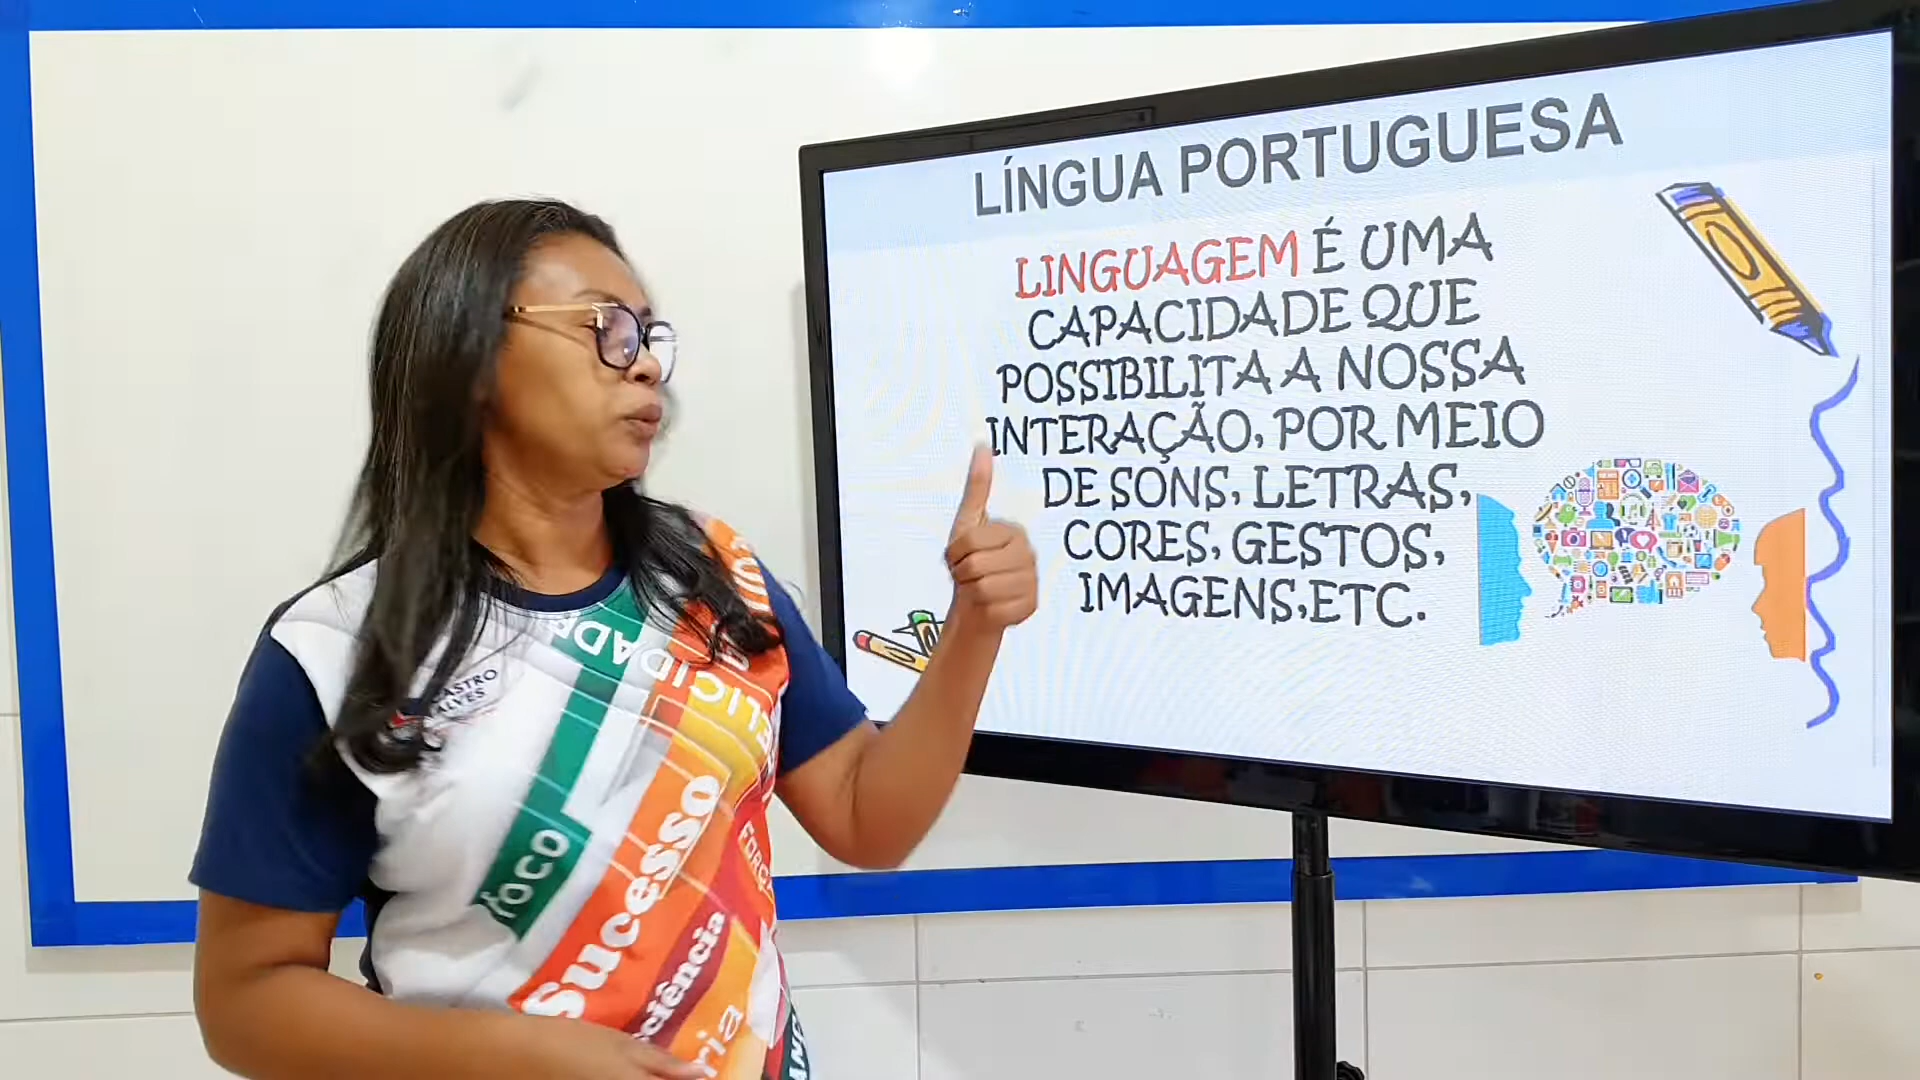 LÍNGUA PORTUGUESA
LINGUAGEM É UMA
CAPACIDADE QUE
POSSIBILITA A NOSSA
INTERAÇÃO, POR MEIO
DE SONS, LETRAS,
CORES, GESTOS,
IMAGENS,ETC.
CASTRO
ALVES
foco
Sucesso